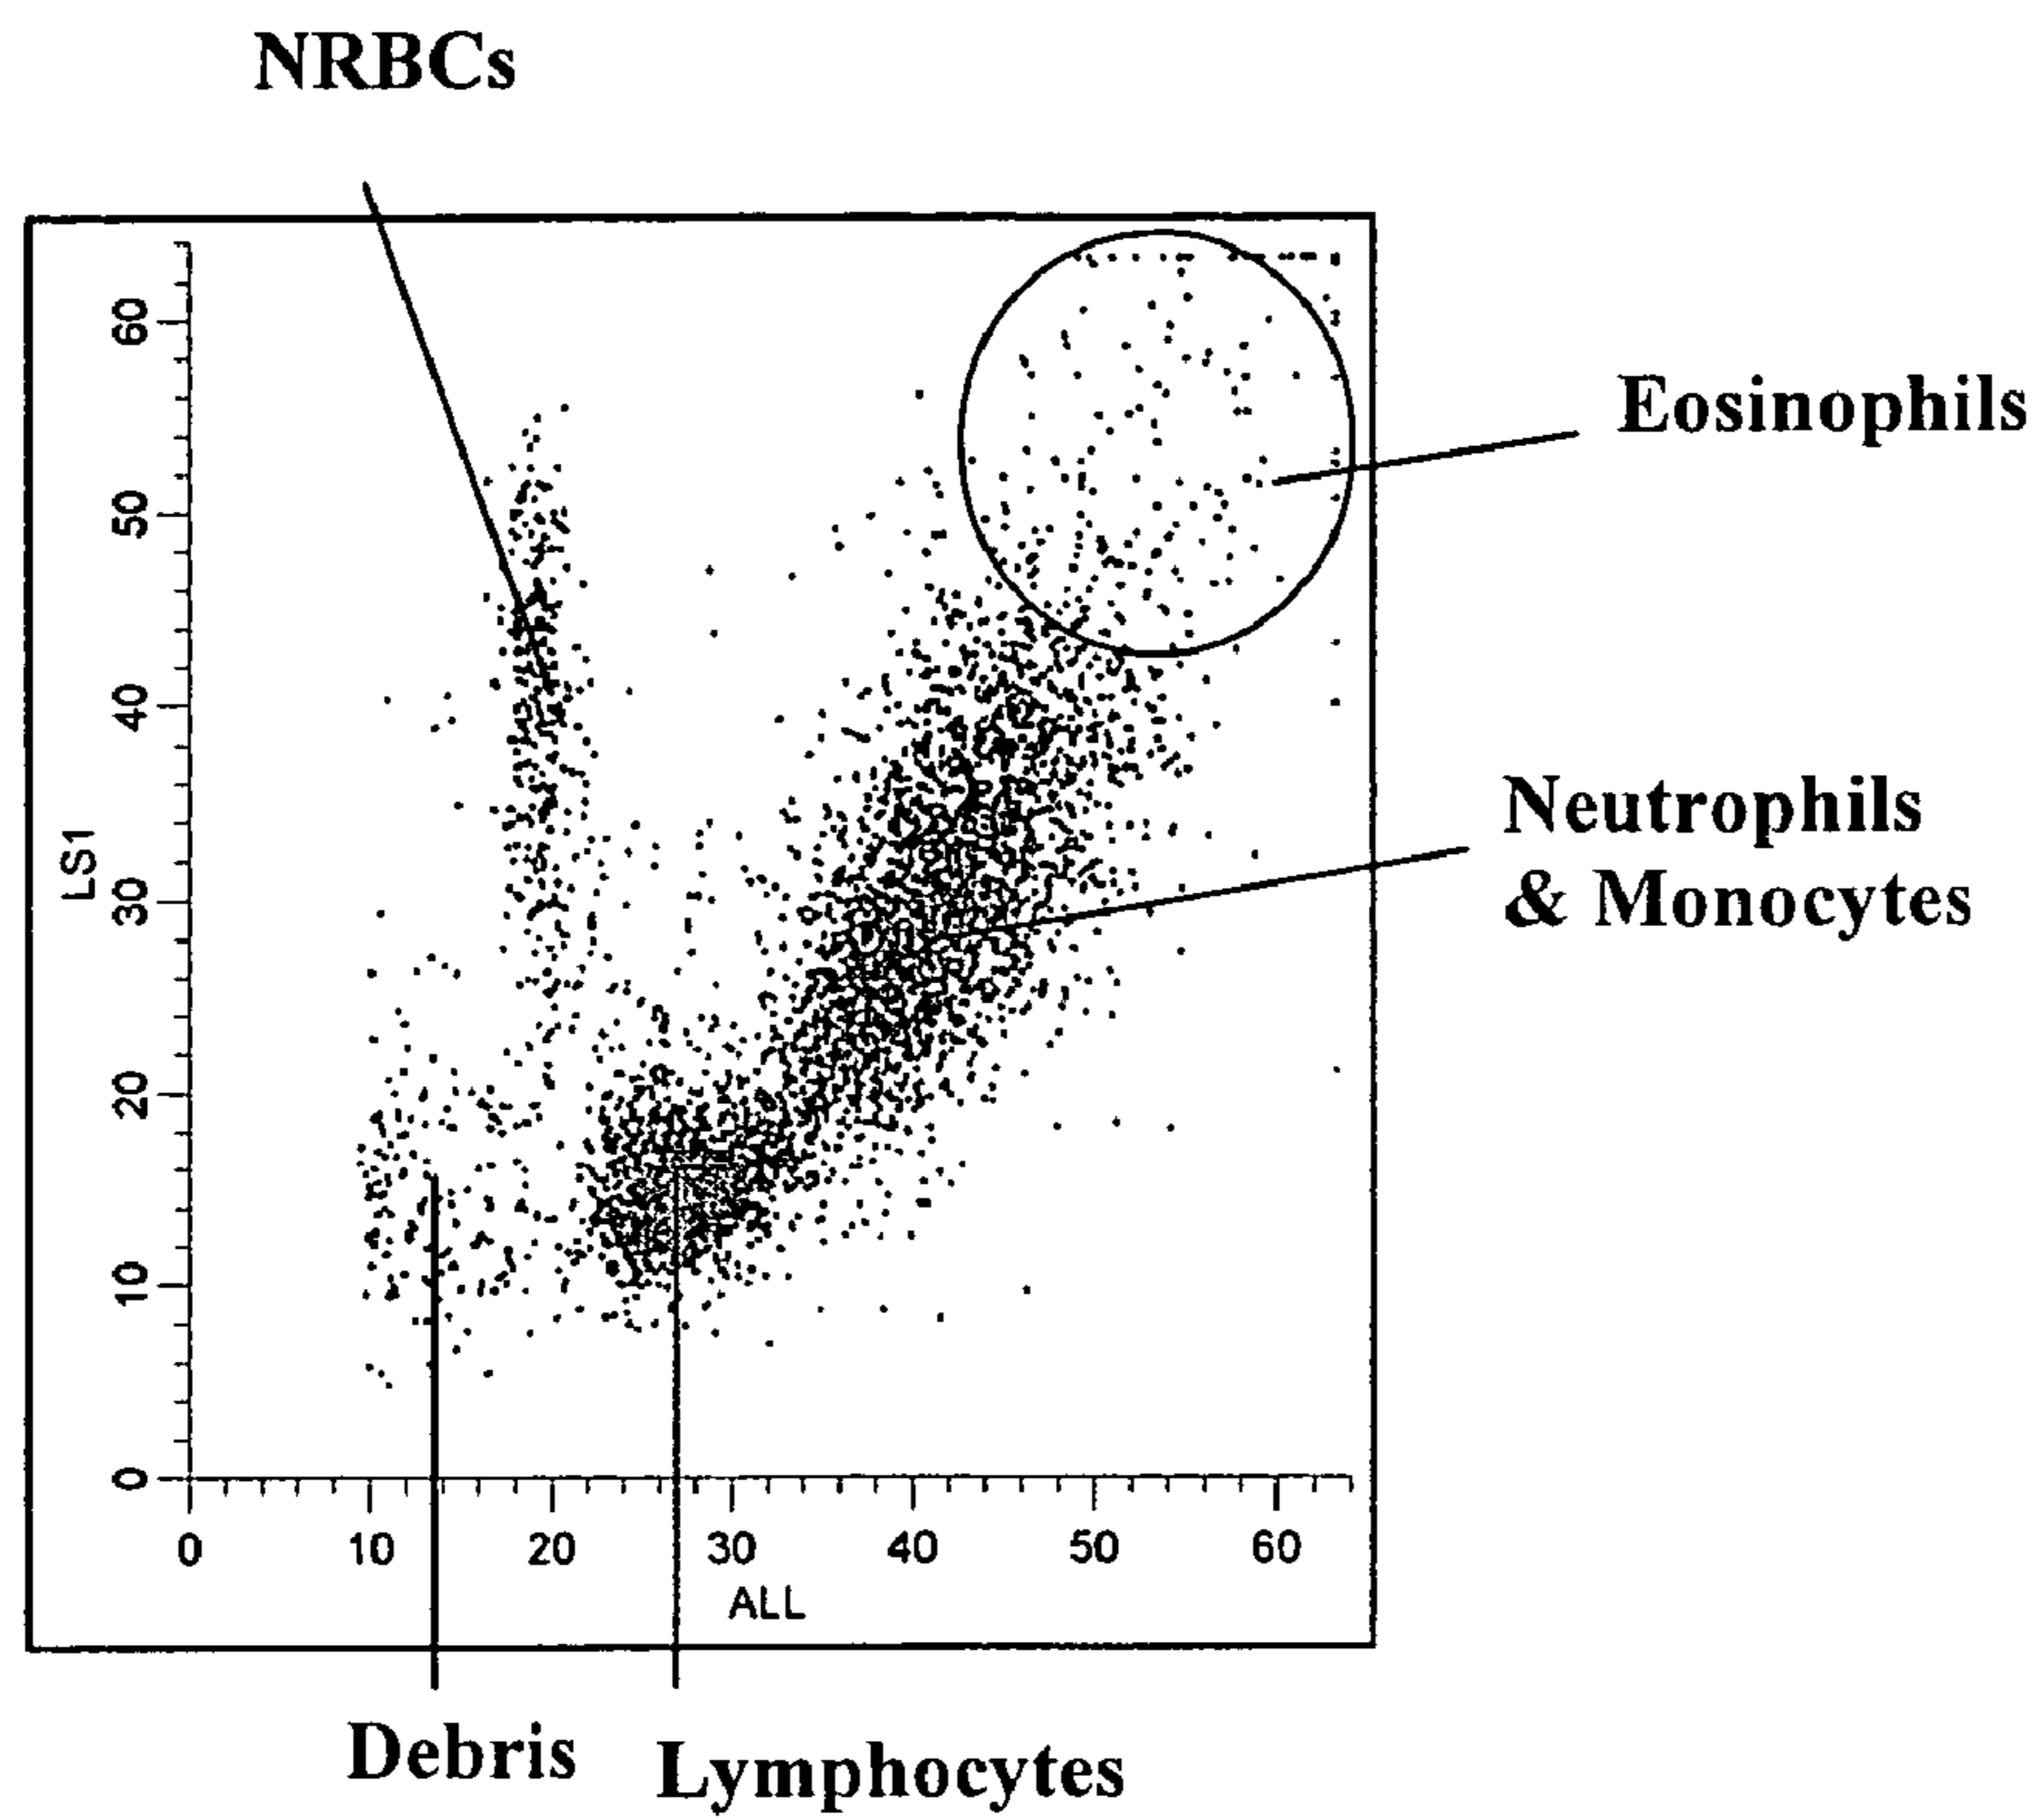 NRBCs
Eosinophils
Neutrophils
& Monocytes
LS1
60
50
40
30
20
10
0
0 10 20 30 40 50 60
ALL
Debris
Lymphocytes